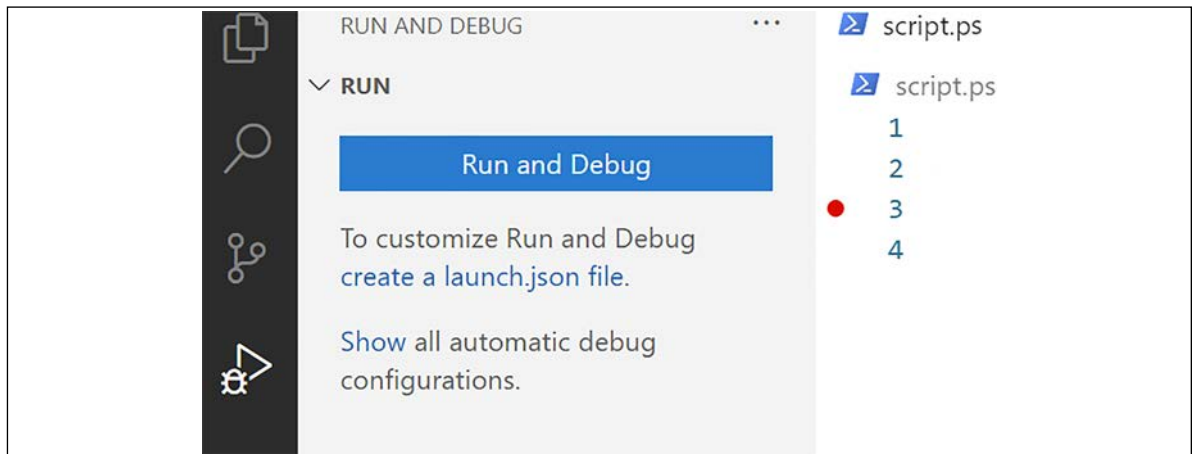 RUN AND DEBUG
RUN
Run and Debug
To customize Run and Debug
create a launch.json file.
Show all automatic debug
configurations.
script.ps
script.ps
1
2
3
4